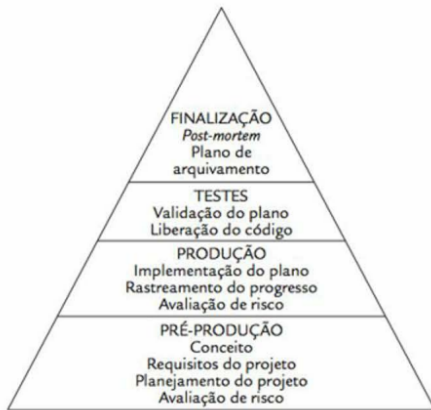 FINALIZAÇÃO
Post-mortem
Plano de
arquivamento
TESTES
Validação do plano
Liberação do código
PRODUÇÃO
Implementação do plano
Rastreamento do progresso
Avaliação de risco
PRÉ-PRODUÇÃO
Conceito
Requisitos do projeto
Planejamento do projeto
Avaliação de risco